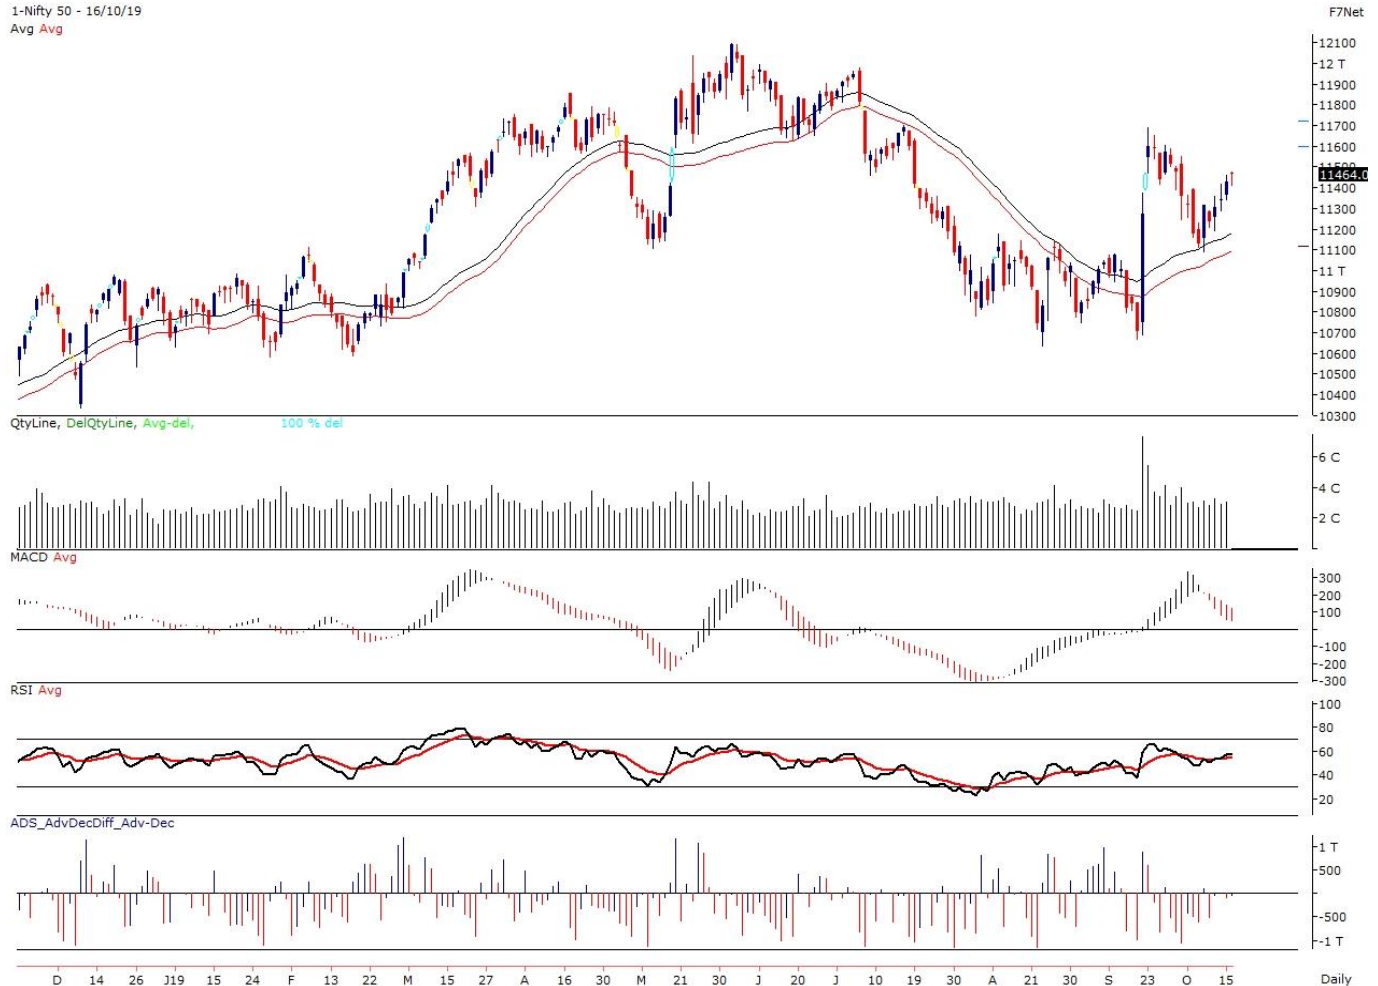 1-Nifty 50 - 16/10/19
F7Net
Avg Avg
12100
12 T
11900
11800
11700
11600
11500
11464.0
11400
11300
11200
11100
11 T
10900
10800
10700
10600
10500
10400
10300
QtyLine, DelQtyLine, Avg-del, 100 % del
6 C
4 C
2 C
MACD Avg
300
200
100
-100
-200
-300
RSI Avg
100
80
60
40
20
ADS_AdvDecDiff_Adv-Dec
1 T
500
-500
-1 T
D 14 26 J19 15 24 F 13 22 M 15 27 A 16 30 M 21 30 J 20 J 10 19 30 A 21 30 S 23 O 15 Daily